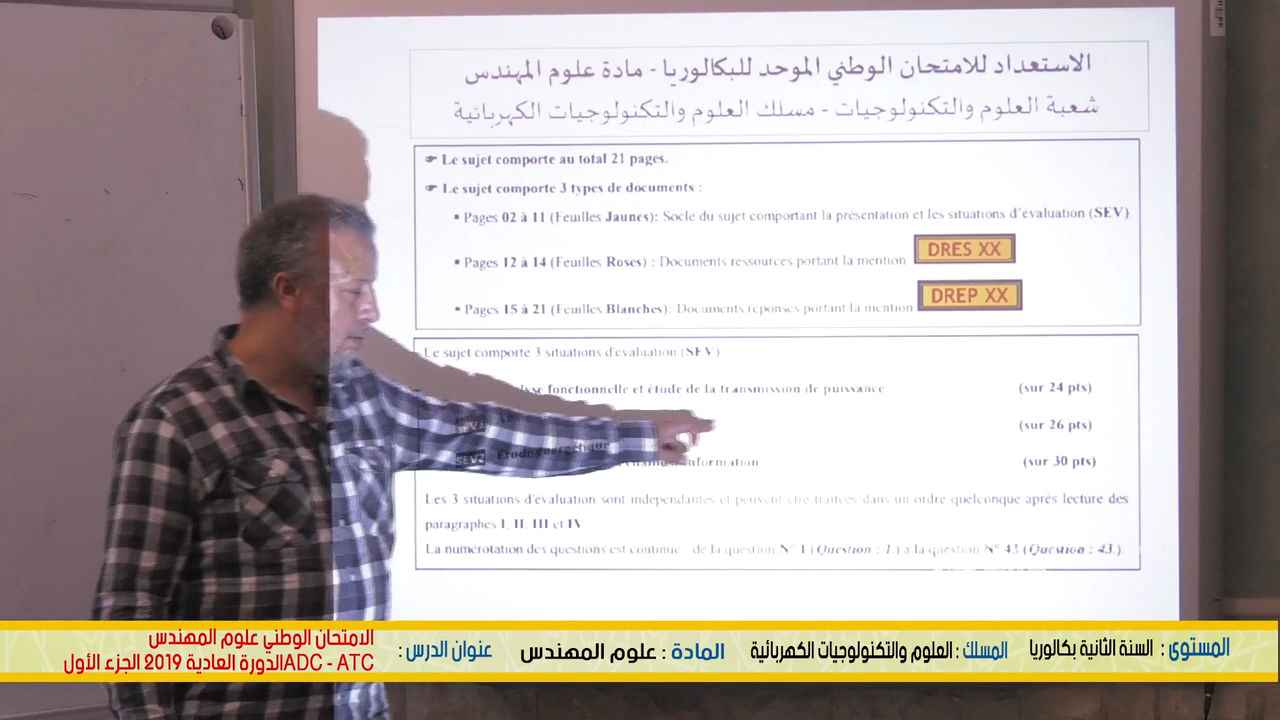 الاستعداد للامتحان الوطني الموحد للبكالوريا - مادة علوم المهندس
شعبة العلوم والتكنولوجيات - مسلك العلوم والتكنولوجيات الكهربائية
☞ Le sujet comporte au total 21 pages.
☞ Le sujet comporte 3 types de documents :
▪ Pages 02 à 11 (Feuilles Jaunes): Socle du sujet comportant la présentation et les situations d'évaluation (SEV)
▪ Pages 12 à 14 (Feuilles Roses) : Documents ressources portant la mention DRES XX
▪ Pages 15 à 21 (Feuilles Blanches): Documents réponses portant la mention DREP XX
Le sujet comporte 3 situations d'évaluation (SEV)
fonctionnelle et étude de la transmission de puissance (sur 24 pts)
SEV2 Etude énergétique (sur 26 pts)
information (sur 30 pts)
Les 3 situations d'évaluation sont indépendantes et peuvent être traitées dans un ordre quelconque après lecture des
paragraphes I, II, III et IV
La numérotation des questions est continue : de la question N° 1 (Question : 1.) à la question N° 43 (Question : 43.).
المستوى : السنة الثانية بكالوريا
المسلك : العلوم والتكنولوجيات الكهربائية
المادة : علوم المهندس
عنوان الدرس :
الامتحان الوطني علوم المهندس
ADC - ATC الدورة العادية 2019 الجزء الأول